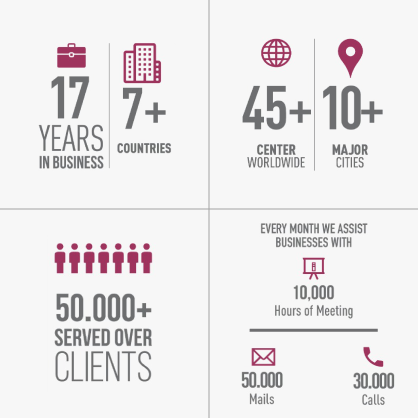 17
YEARS
IN BUSINESS
7+
COUNTRIES
45+
CENTER
WORLDWIDE
10+
MAJOR
CITIES
50.000+
SERVED OVER
CLIENTS
EVERY MONTH WE ASSIST
BUSINESSES WITH
10,000
Hours of Meeting
50.000
Mails
30.000
Calls